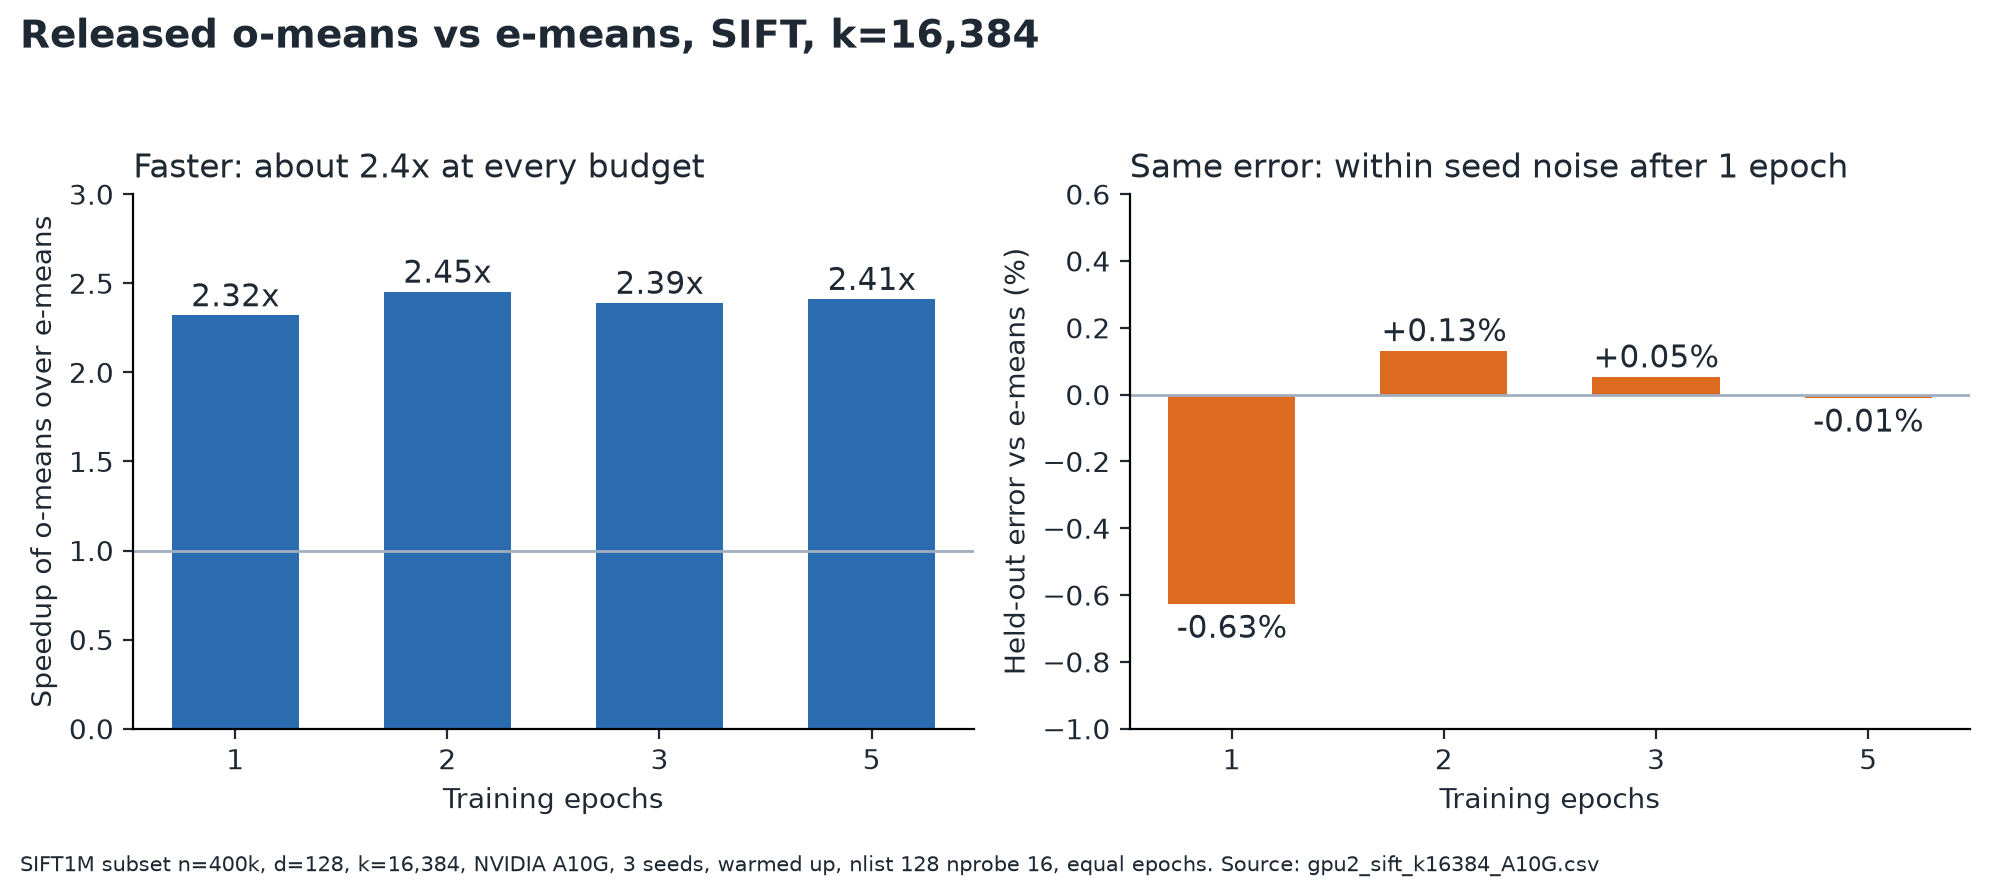 Released o-means vs e-means, SIFT, k=16,384
Faster: about 2.4x at every budget
Speedup of o-means over e-means
3.0
2.5
2.0
1.5
1.0
0.5
0.0
2.32x
2.45x
2.39x
2.41x
1
2
3
5
Training epochs
Same error: within seed noise after 1 epoch
Held-out error vs e-means (%)
0.6
0.4
0.2
0.0
−0.2
−0.4
−0.6
−0.8
−1.0
-0.63%
+0.13%
+0.05%
-0.01%
1
2
3
5
Training epochs
SIFT1M subset n=400k, d=128, k=16,384, NVIDIA A10G, 3 seeds, warmed up, nlist 128 nprobe 16, equal epochs. Source: gpu2_sift_k16384_A10G.csv